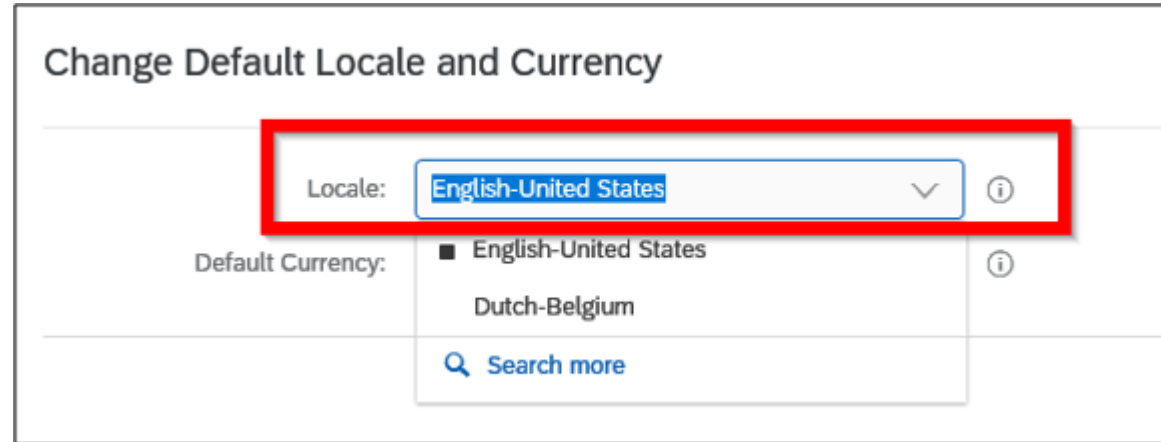 Change Default Locale and Currency
Locale: English-United States
English-United States
Default Currency:
Dutch-Belgium
Search more